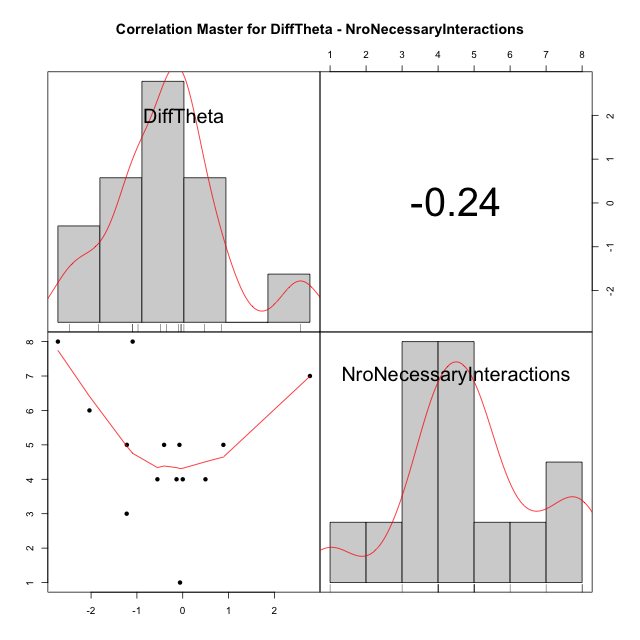 Correlation Master for DiffTheta - NroNecessaryInteractions
1 2 3 4 5 6 7 8
DiffTheta
-0.24
2
1
0
-1
-2
8
7
6
5
4
3
2
1
NroNecessaryInteractions
-2 -1 0 1 2